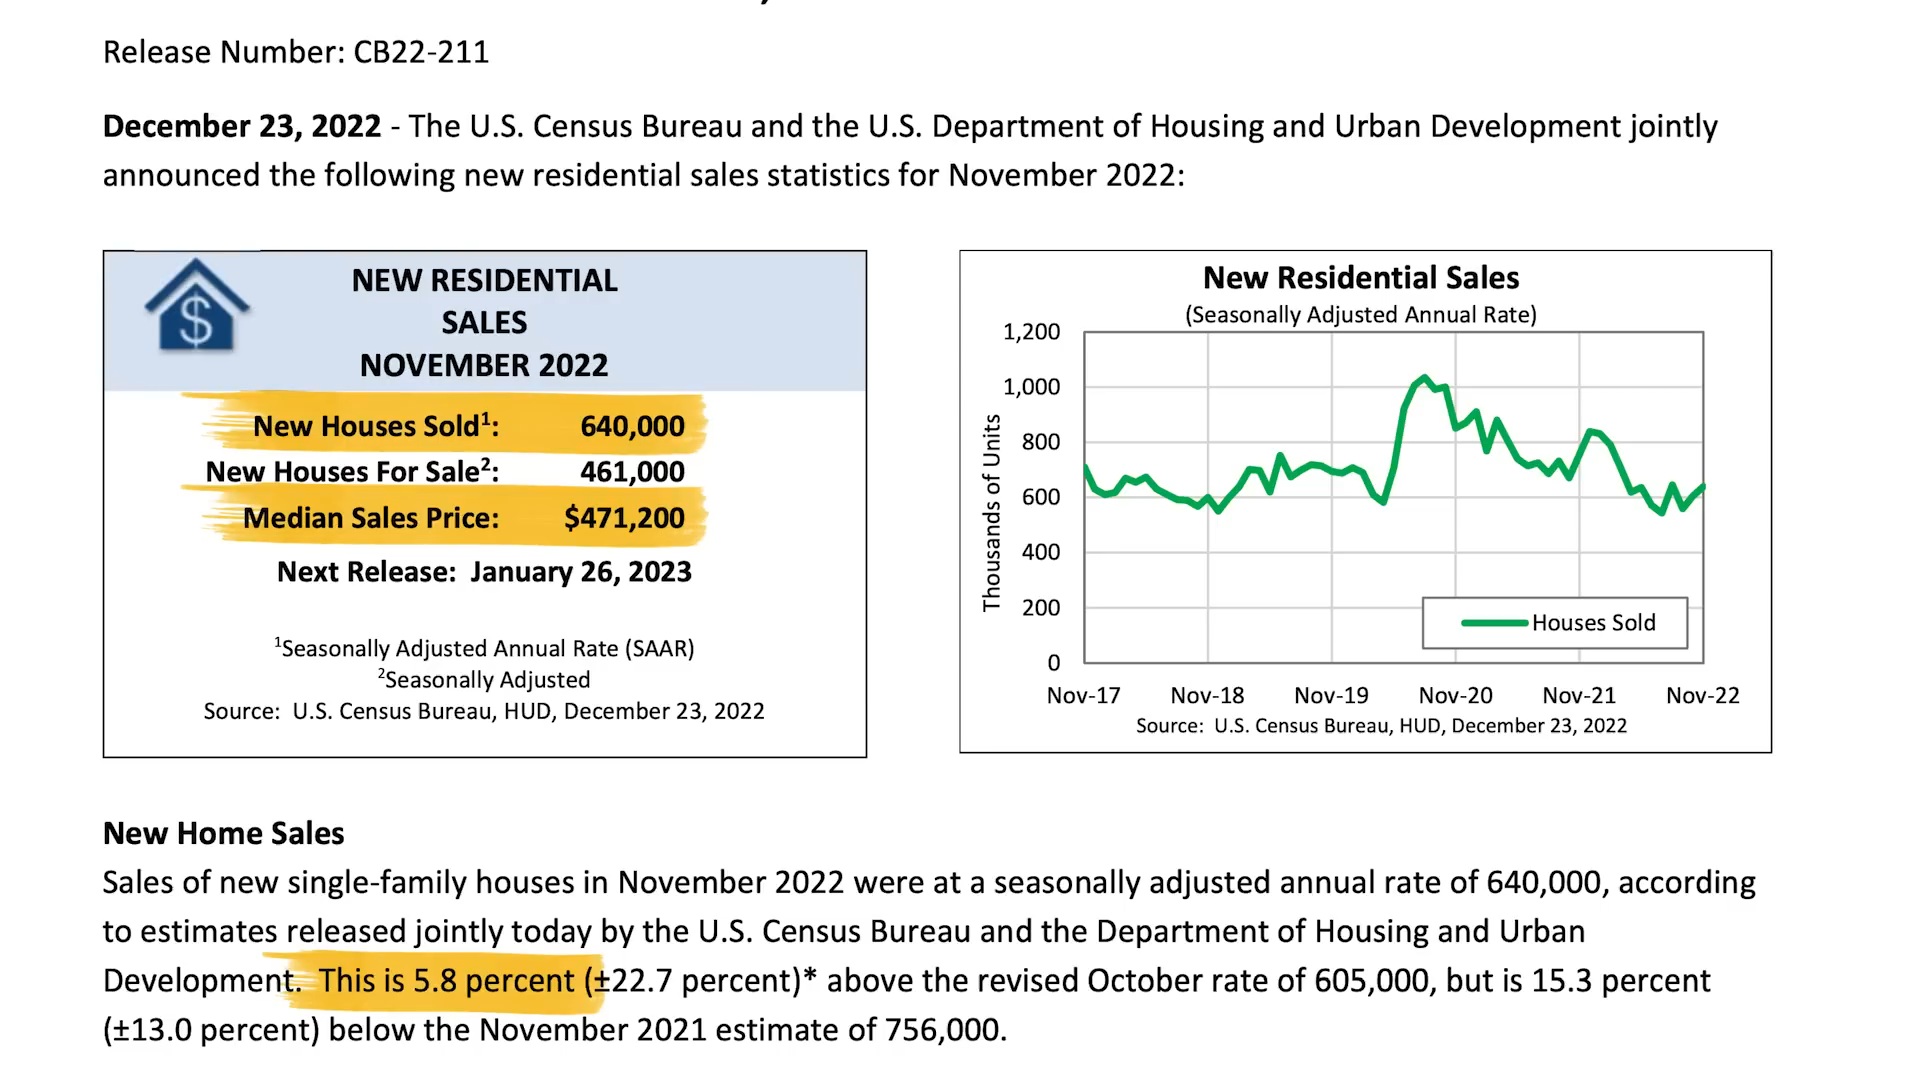 Release Number: CB22-211
December 23, 2022 - The U.S. Census Bureau and the U.S. Department of Housing and Urban Development jointly
announced the following new residential sales statistics for November 2022:
$
NEW RESIDENTIAL
SALES
NOVEMBER 2022
New Houses Sold¹: 640,000
New Houses For Sale²: 461,000
Median Sales Price: $471,200
Next Release: January 26, 2023
¹Seasonally Adjusted Annual Rate (SAAR)
²Seasonally Adjusted
Source: U.S. Census Bureau, HUD, December 23, 2022
New Residential Sales
(Seasonally Adjusted Annual Rate)
Thousands of Units
1,200
1,000
800
600
400
200
0
Houses Sold
Nov-17 Nov-18 Nov-19 Nov-20 Nov-21 Nov-22
Source: U.S. Census Bureau, HUD, December 23, 2022
New Home Sales
Sales of new single-family houses in November 2022 were at a seasonally adjusted annual rate of 640,000, according
to estimates released jointly today by the U.S. Census Bureau and the Department of Housing and Urban
Development. This is 5.8 percent (±22.7 percent)* above the revised October rate of 605,000, but is 15.3 percent
(±13.0 percent) below the November 2021 estimate of 756,000.